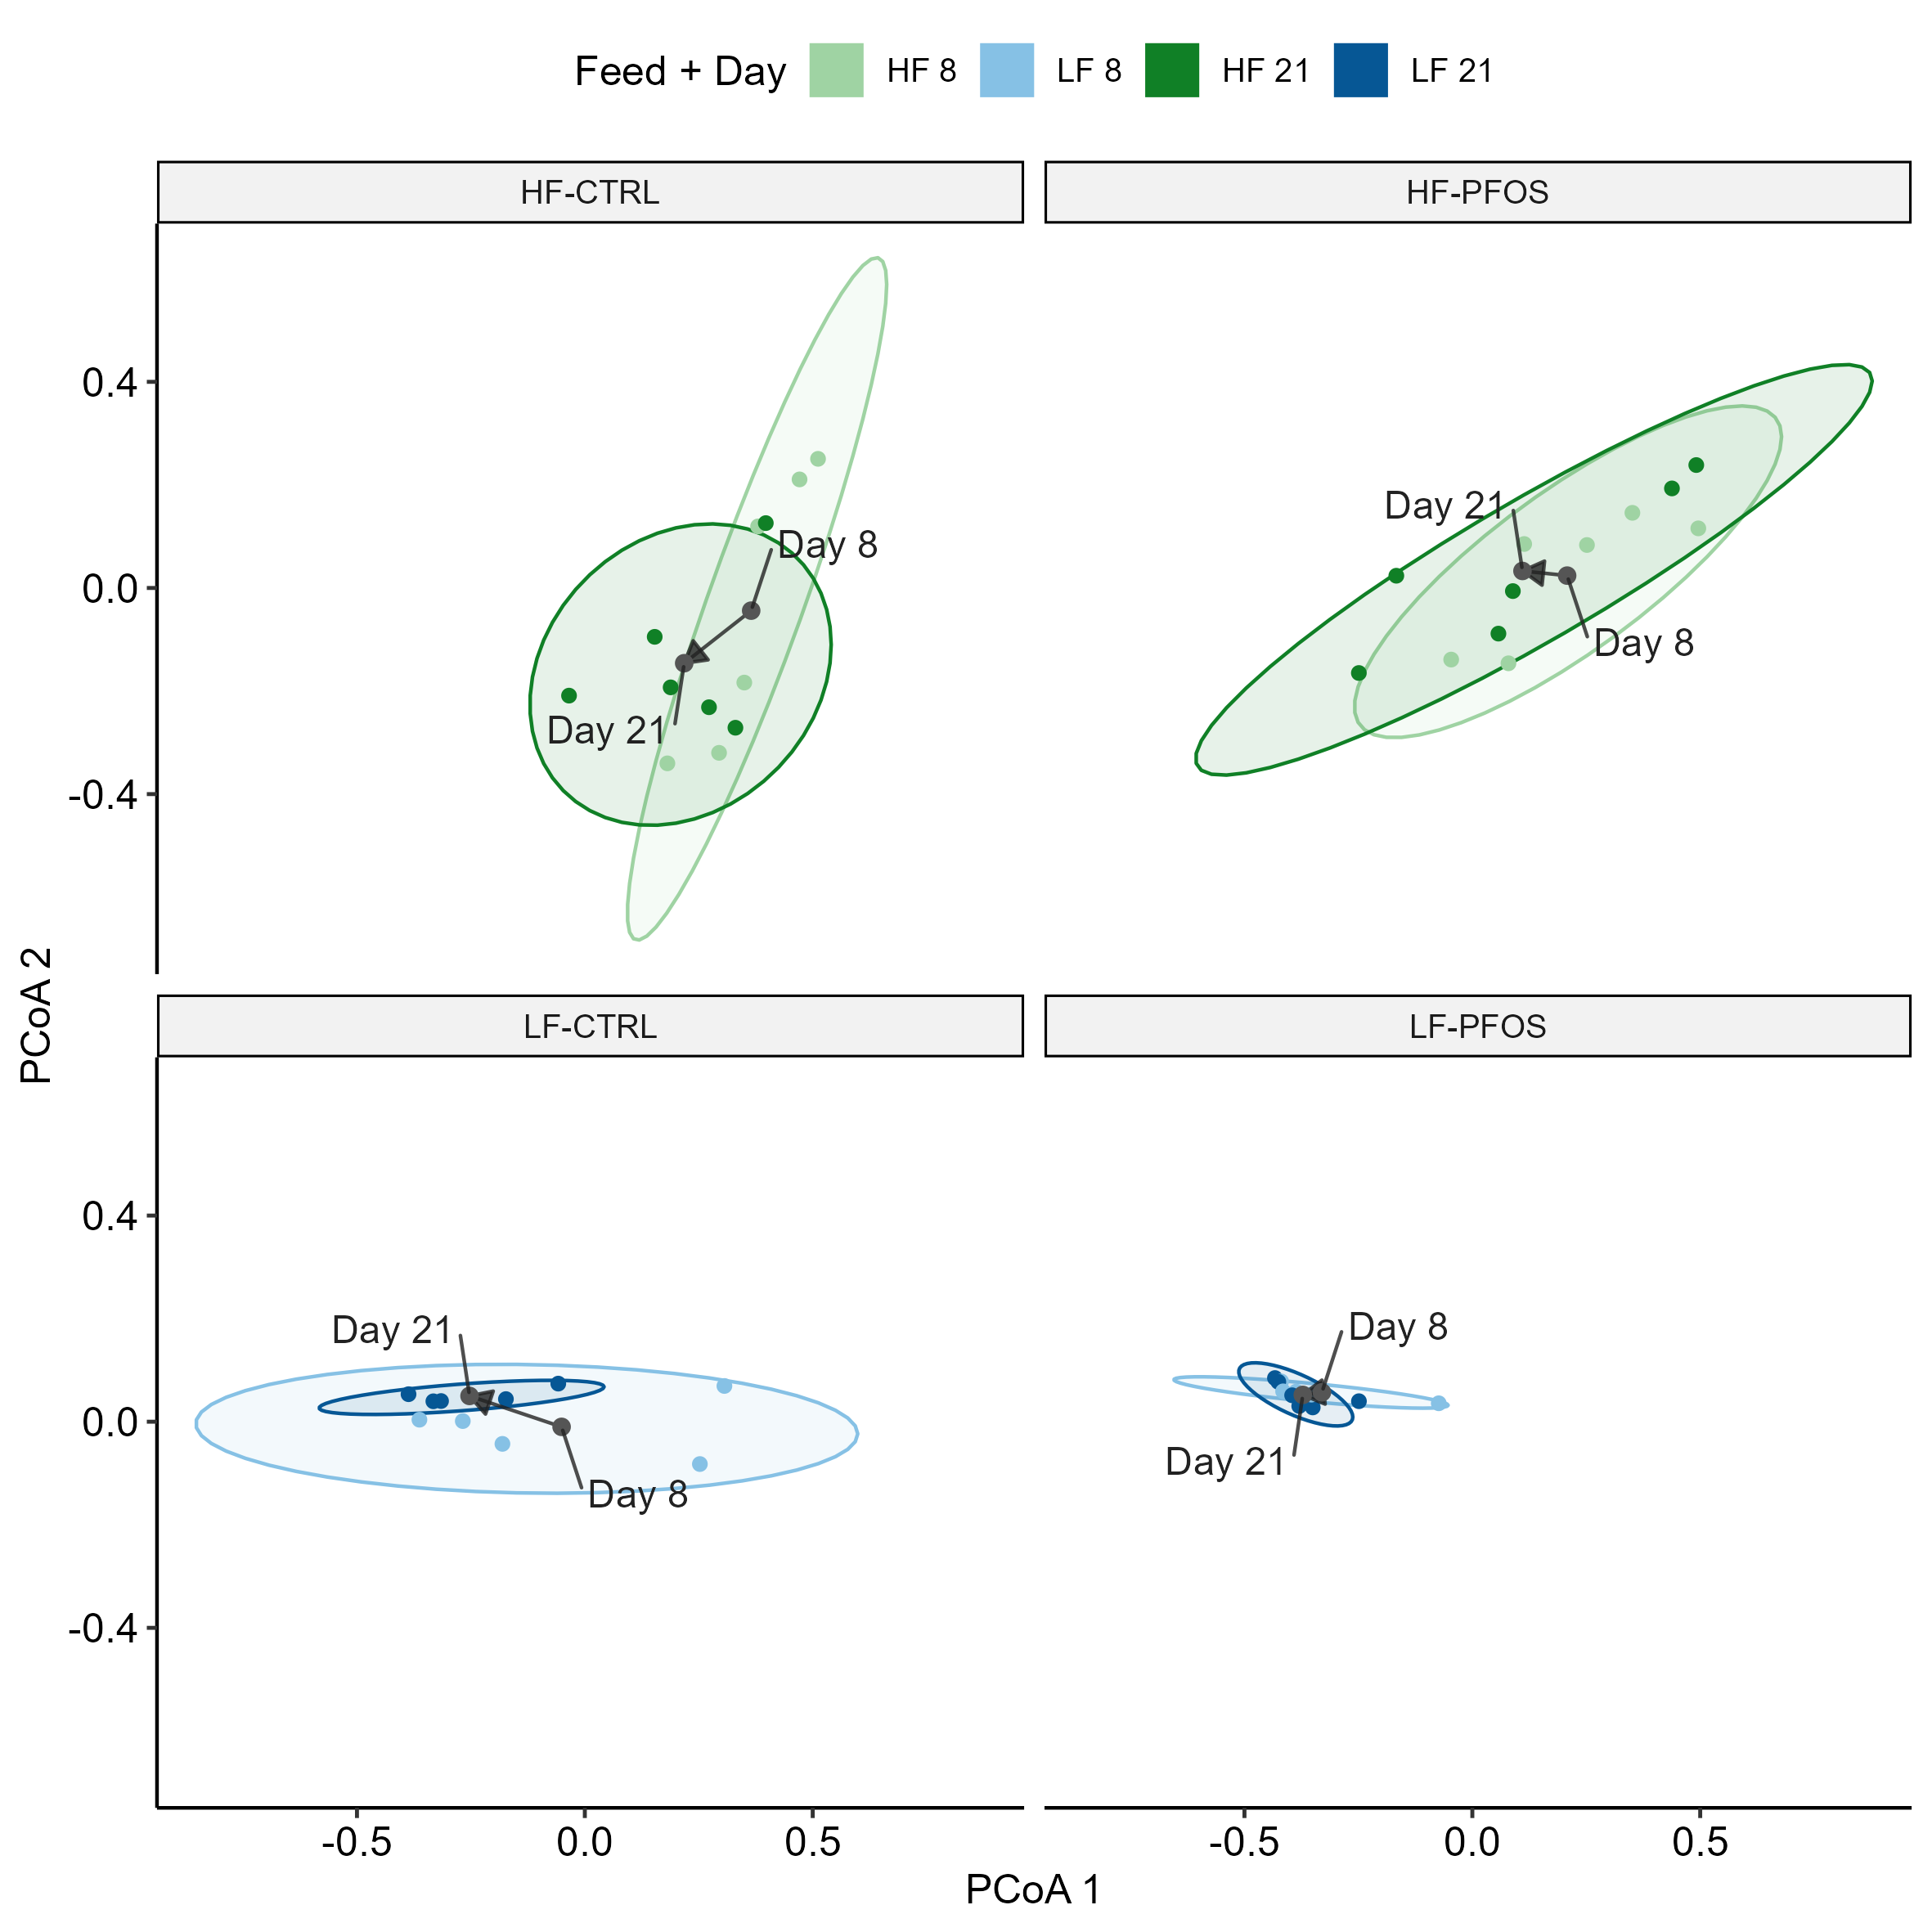 Feed + Day HF 8 LF 8 HF 21 LF 21
HF-CTRL HF-PFOS
0.4
0.0
-0.4
Day 8
Day 21
Day 21
Day 8
PCoA 2
LF-CTRL LF-PFOS
0.4
0.0
-0.4
Day 21
Day 8
Day 8
Day 21
-0.5 0.0 0.5 -0.5 0.0 0.5
PCoA 1